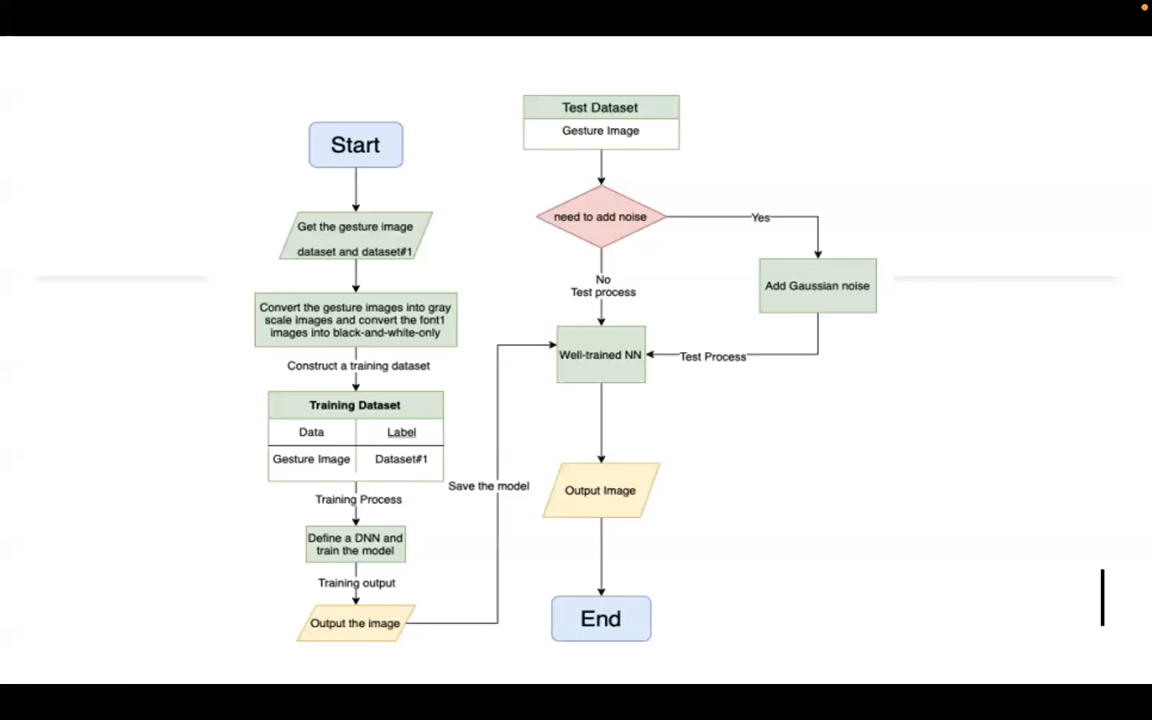 Start
Get the gesture image
dataset and dataset#1
Convert the gesture images into gray
scale images and convert the font1
images into black-and-white-only
Construct a training dataset
Training Dataset
Data Label
Gesture Image Dataset#1
Training Process
Define a DNN and
train the model
Training output
Output the image
Save the model
Test Dataset
Gesture Image
need to add noise
Yes
Add Gaussian noise
No
Test process
Test Process
Well-trained NN
Output Image
End